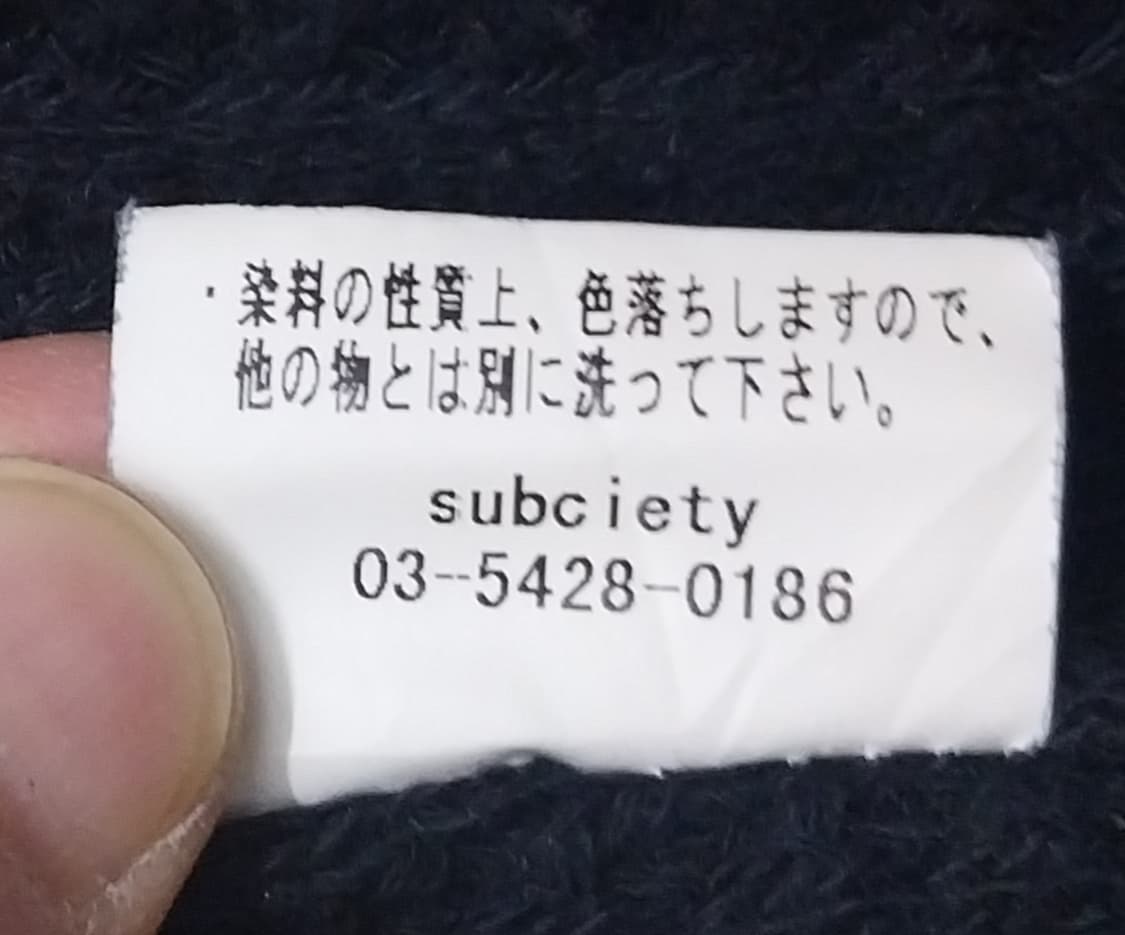 ・染料の性質上、色落ちしますので、
他の物とは別に洗って下さい。
subciety
03-5428-0186